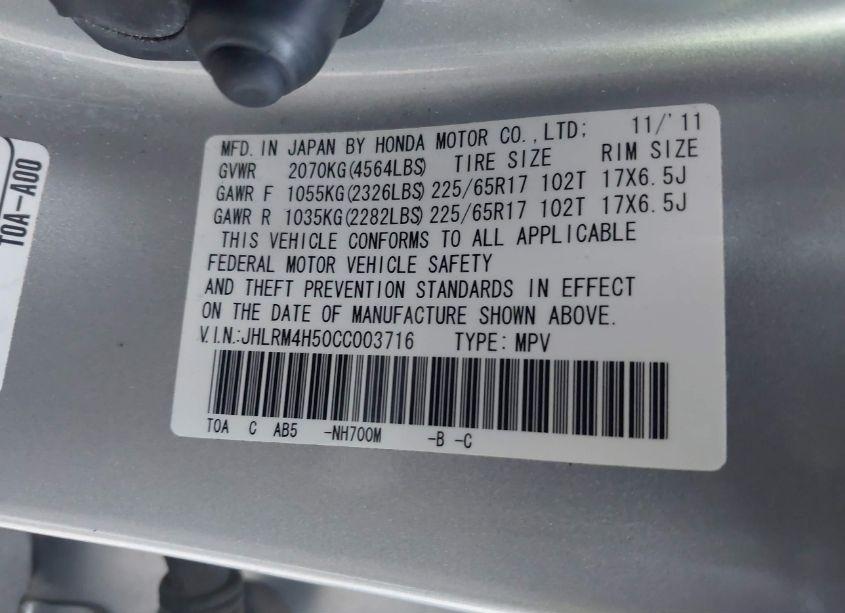 MFD. IN JAPAN BY HONDA MOTOR CO., LTD; 11/'11
GVWR 2070KG(4564LBS) TIRE SIZE RIM SIZE
GAWR F 1055KG(2326LBS) 225/65R17 102T 17X6.5J
GAWR R 1035KG(2282LBS) 225/65R17 102T 17X6.5J
THIS VEHICLE CONFORMS TO ALL APPLICABLE
FEDERAL MOTOR VEHICLE SAFETY
AND THEFT PREVENTION STANDARDS IN EFFECT
ON THE DATE OF MANUFACTURE SHOWN ABOVE.
V.I.N.:JHLRM4H50CC003716 TYPE: MPV
T0A C AB5 -NH700M -B -C
T0A-A00